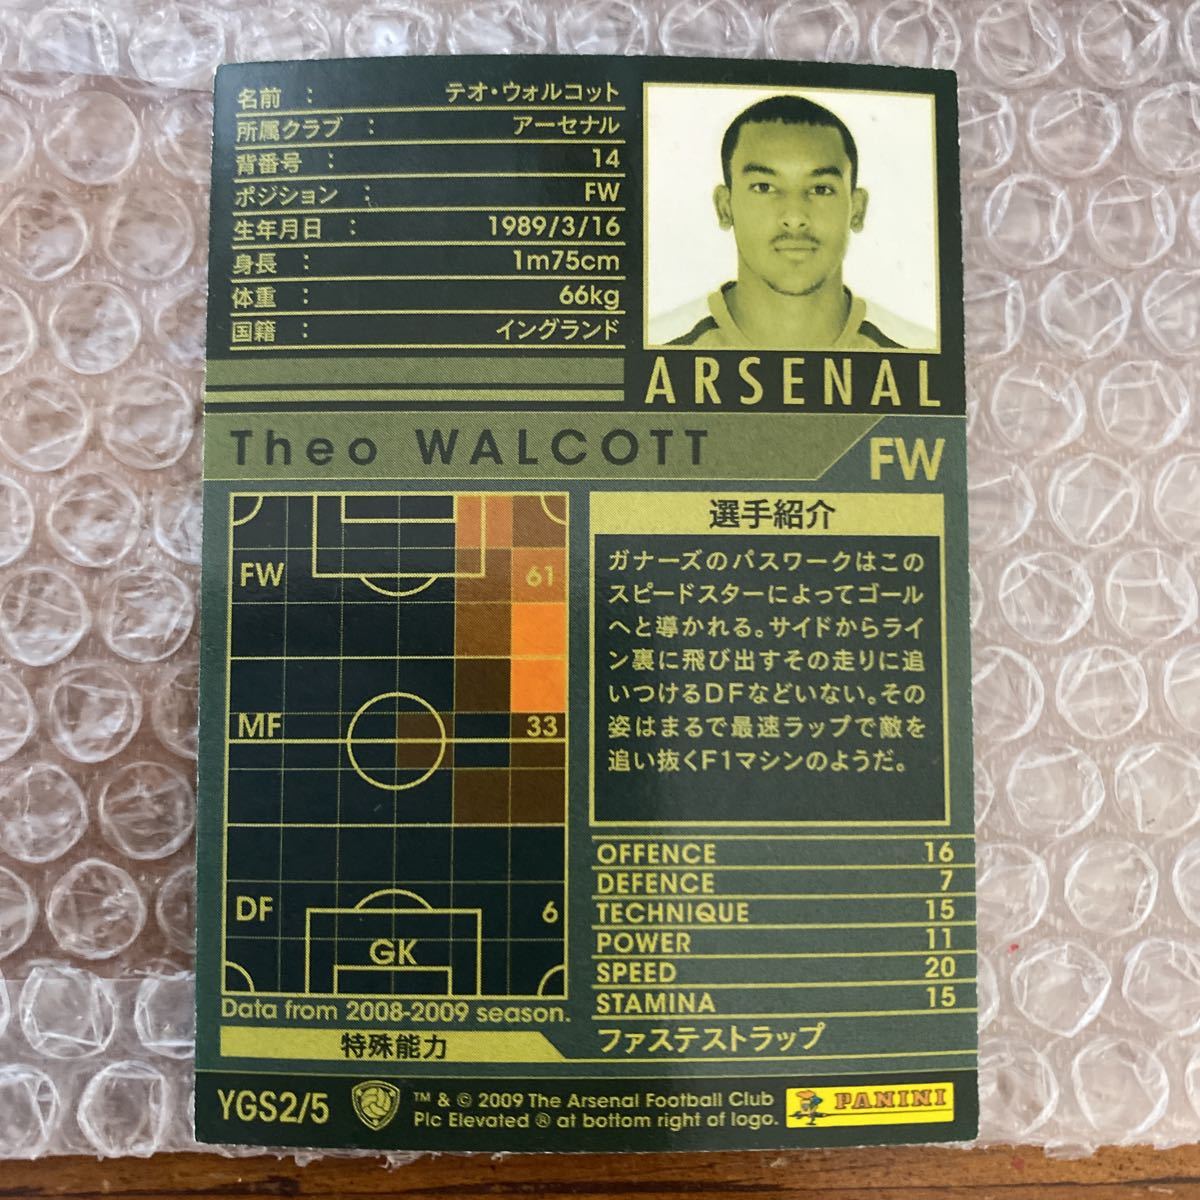 名前 : テオ・ウォルコット
所属クラブ : アーセナル
背番号 : 14
ポジション : FW
生年月日 : 1989/3/16
身長 : 1m75cm
体重 : 66kg
国籍 : イングランド
ARSENAL
Theo WALCOTT
FW
FW 61
MF 33
DF 6
GK
Data from 2008-2009 season.
選手紹介
ガナーズのパスワークはこの
スピードスターによってゴール
へと導かれる。サイドからライ
ン裏に飛び出すその走りに追
いつけるDFなどいない。その
姿はまるで最速ラップで敵を
追い抜くF1マシンのようだ。
OFFENCE 16
DEFENCE 7
TECHNIQUE 15
POWER 11
SPEED 20
STAMINA 15
特殊能力
ファステストラップ
YGS2/5
™ & © 2009 The Arsenal Football Club
Plc Elevated ® at bottom right of logo.
PANINI